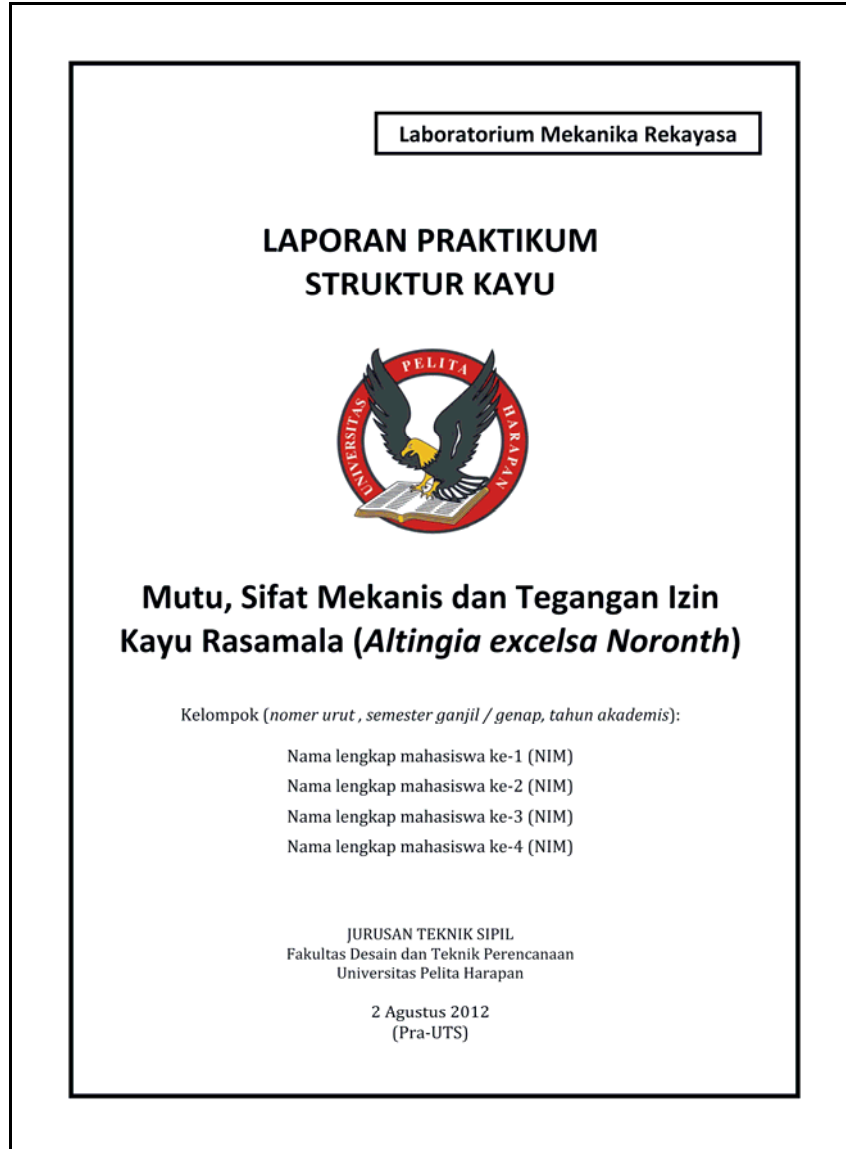 Laboratorium Mekanika Rekayasa
LAPORAN PRAKTIKUM
STRUKTUR KAYU
UNIVERSITAS PELITA HARAPAN
Mutu, Sifat Mekanis dan Tegangan Izin
Kayu Rasamala (Altingia excelsa Noronth)
Kelompok (nomer urut , semester ganjil / genap, tahun akademis):
Nama lengkap mahasiswa ke-1 (NIM)
Nama lengkap mahasiswa ke-2 (NIM)
Nama lengkap mahasiswa ke-3 (NIM)
Nama lengkap mahasiswa ke-4 (NIM)
JURUSAN TEKNIK SIPIL
Fakultas Desain dan Teknik Perencanaan
Universitas Pelita Harapan
2 Agustus 2012
(Pra-UTS)